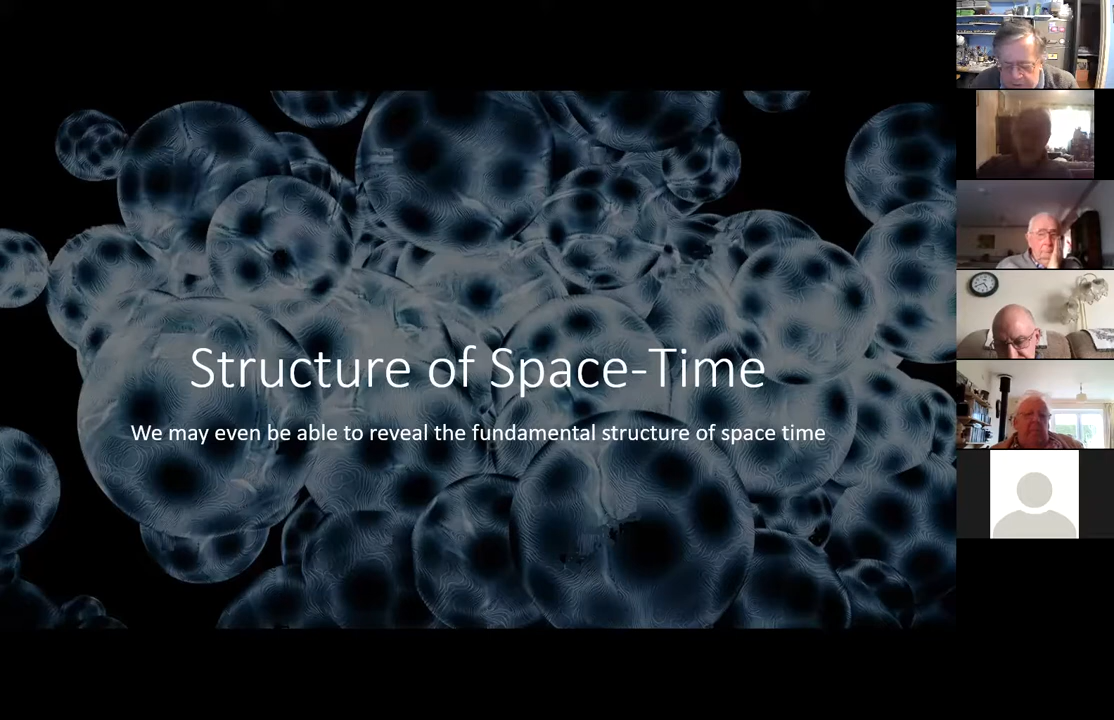 Structure of Space-Time
We may even be able to reveal the fundamental structure of space time